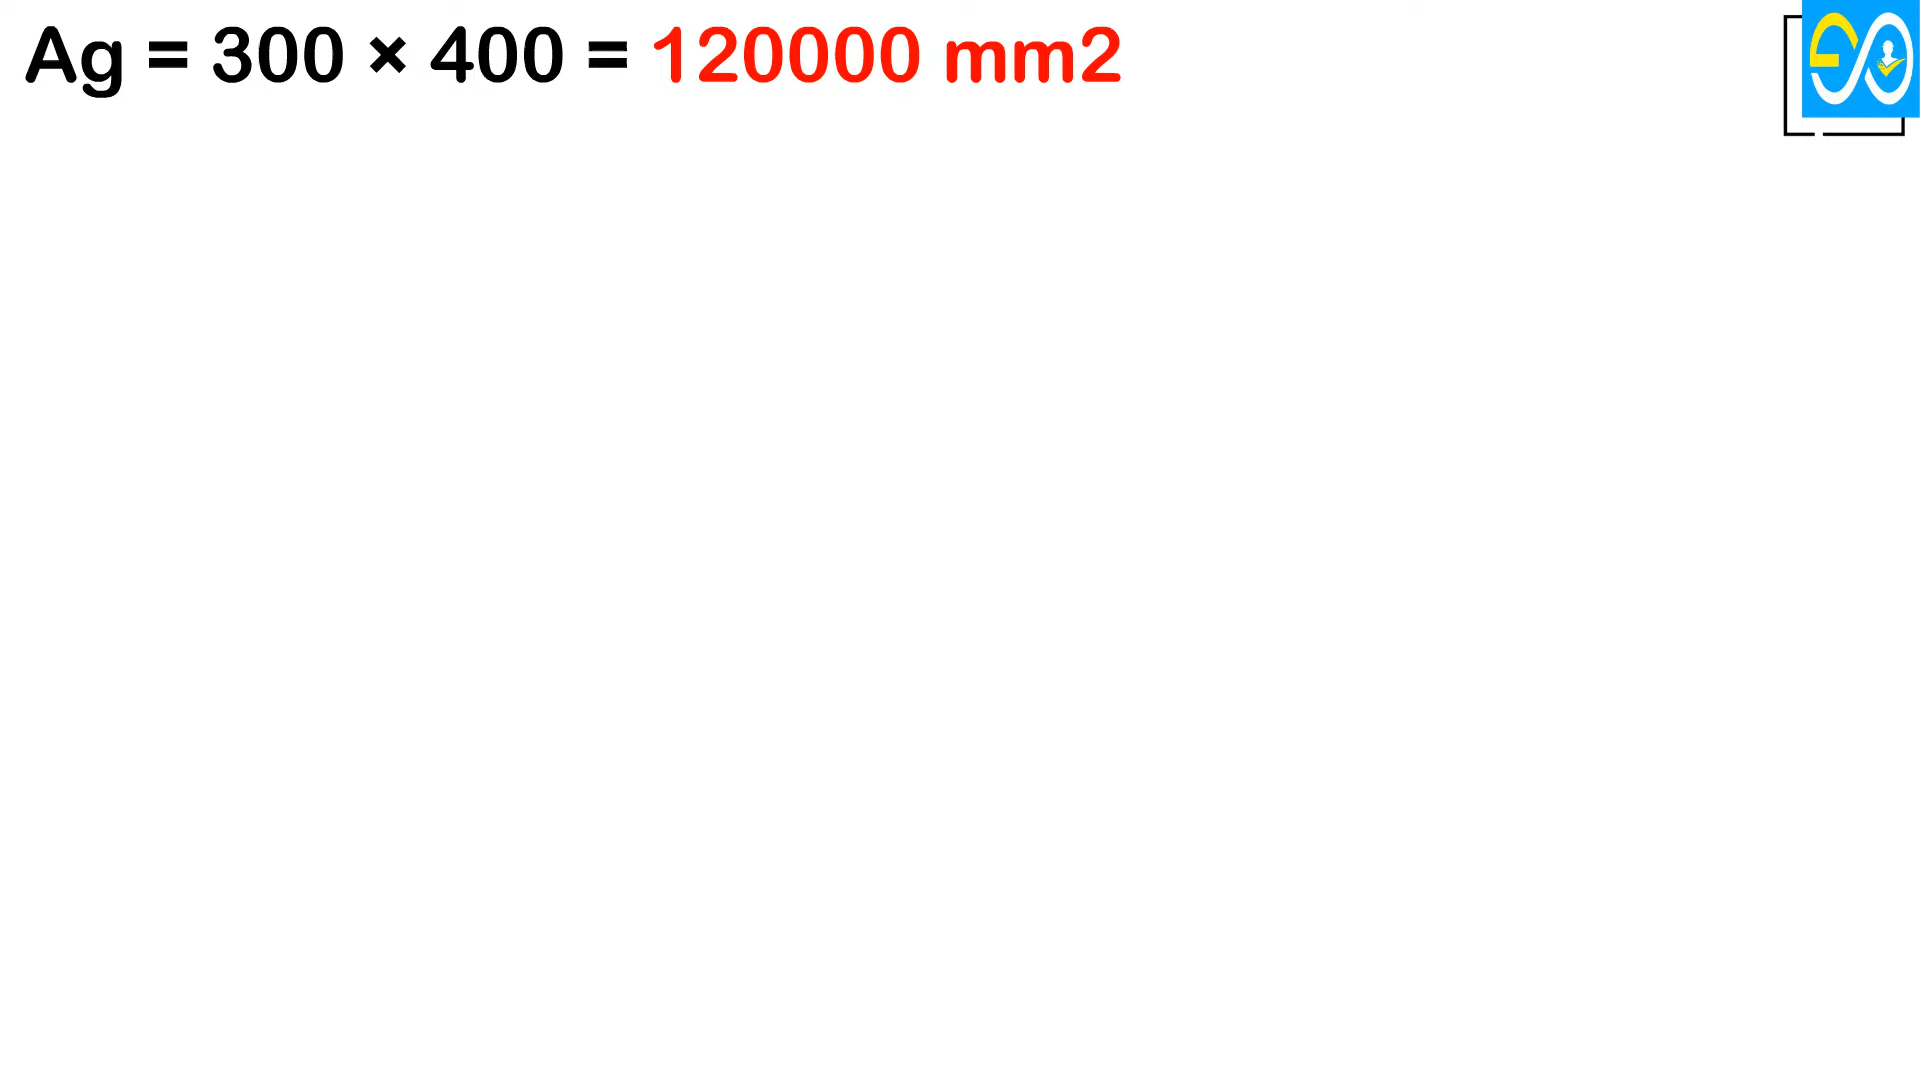 Ag = 300 × 400 = 120000 mm2